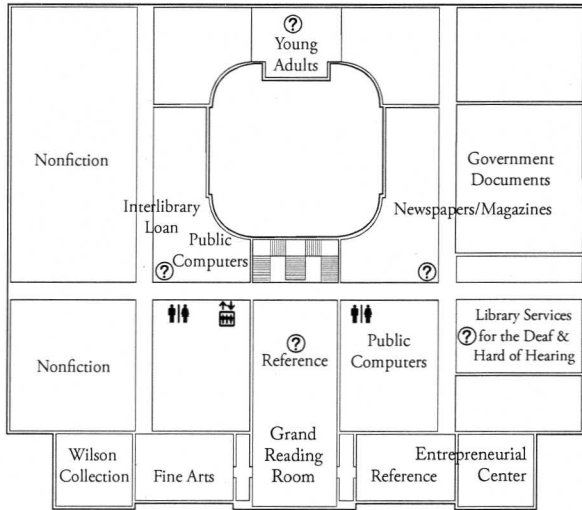 ?
Young
Adults
Nonfiction
Government
Documents
Interlibrary
Loan
Newspapers/Magazines
Public
Computers
?
?
Library Services
? for the Deaf &
Hard of Hearing
?
Reference
Public
Computers
Nonfiction
Wilson
Collection
Fine Arts
Grand
Reading
Room
Reference
Entrepreneurial
Center